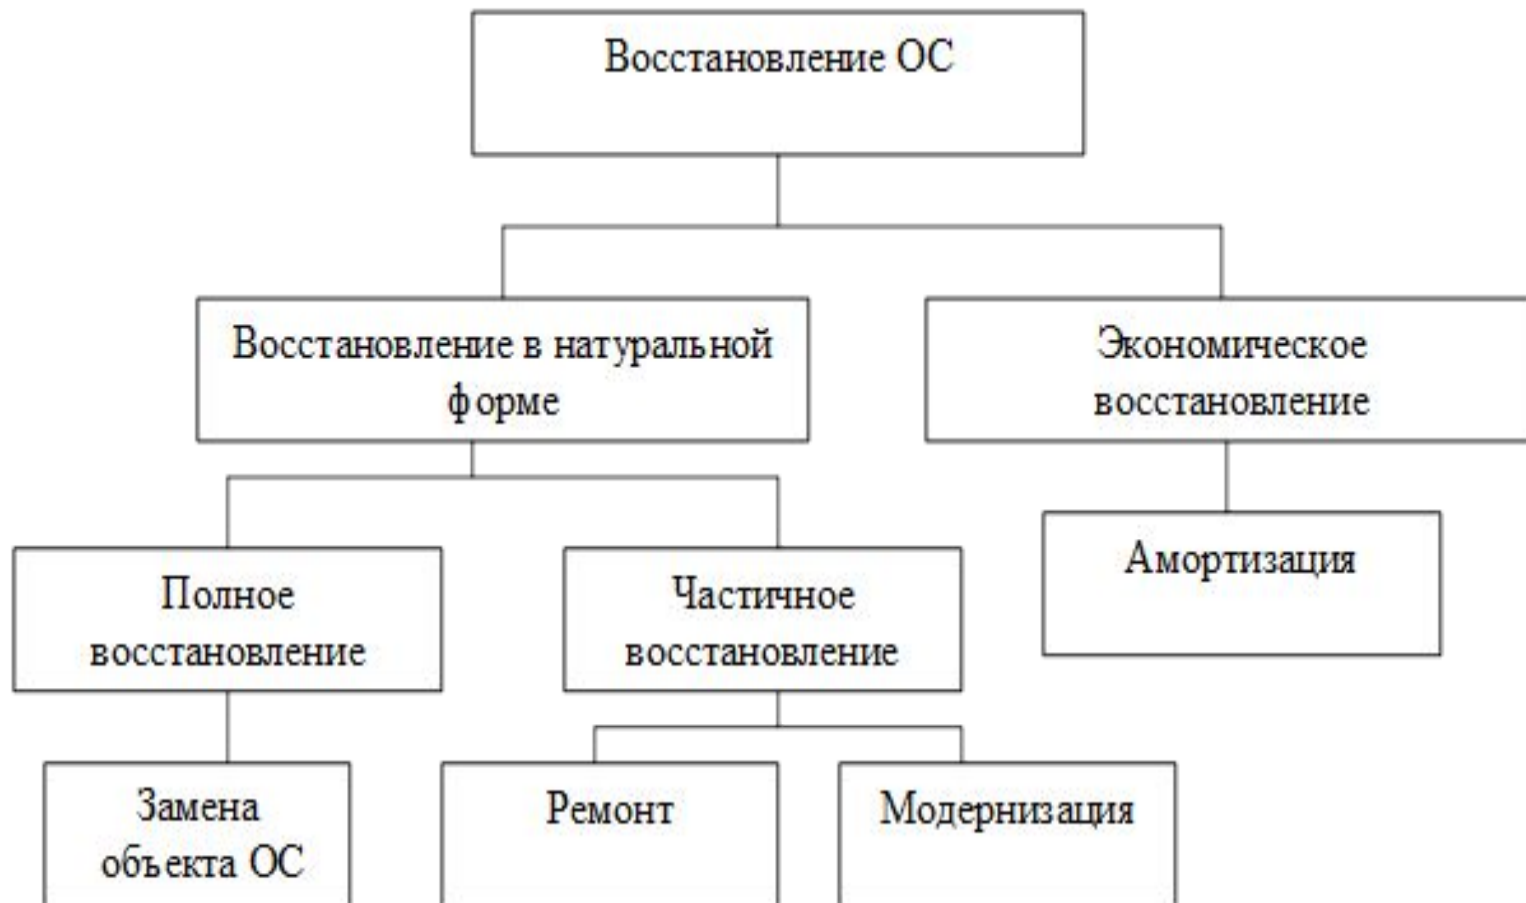 Восстановление ОС
Восстановление в натуральной
форме
Экономическое
восстановление
Амортизация
Полное
восстановление
Частичное
восстановление
Замена
объекта ОС
Ремонт
Модернизация